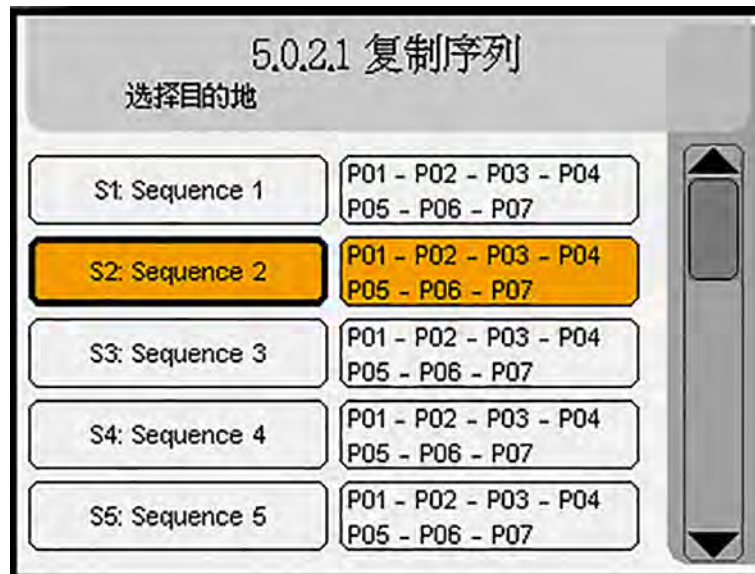 5.0.2.1 复制序列
选择目的地
S1: Sequence 1
P01 - P02 - P03 - P04
P05 - P06 - P07
S2: Sequence 2
P01 - P02 - P03 - P04
P05 - P06 - P07
S3: Sequence 3
P01 - P02 - P03 - P04
P05 - P06 - P07
S4: Sequence 4
P01 - P02 - P03 - P04
P05 - P06 - P07
S5: Sequence 5
P01 - P02 - P03 - P04
P05 - P06 - P07